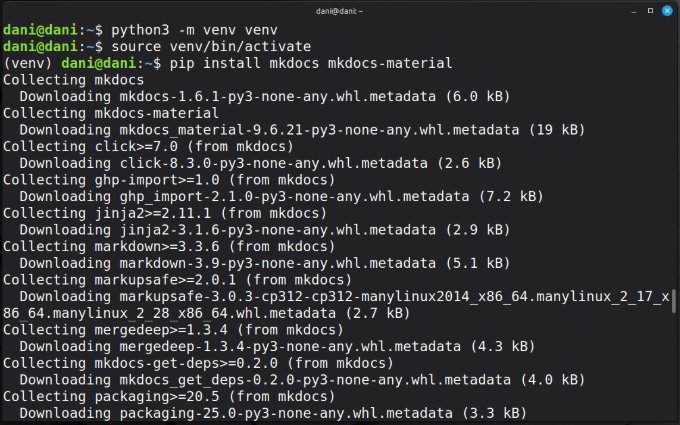 dani@dani: ~
dani@dani:~$ python3 -m venv venv
dani@dani:~$ source venv/bin/activate
(venv) dani@dani:~$ pip install mkdocs mkdocs-material
Collecting mkdocs
  Downloading mkdocs-1.6.1-py3-none-any.whl.metadata (6.0 kB)
Collecting mkdocs-material
  Downloading mkdocs_material-9.6.21-py3-none-any.whl.metadata (19 kB)
Collecting click>=7.0 (from mkdocs)
  Downloading click-8.3.0-py3-none-any.whl.metadata (2.6 kB)
Collecting ghp-import>=1.0 (from mkdocs)
  Downloading ghp_import-2.1.0-py3-none-any.whl.metadata (7.2 kB)
Collecting jinja2>=2.11.1 (from mkdocs)
  Downloading jinja2-3.1.6-py3-none-any.whl.metadata (2.9 kB)
Collecting markdown>=3.3.6 (from mkdocs)
  Downloading markdown-3.9-py3-none-any.whl.metadata (5.1 kB)
Collecting markupsafe>=2.0.1 (from mkdocs)
  Downloading markupsafe-3.0.3-cp312-cp312-manylinux2014_x86_64.manylinux_2_17_x
86_64.manylinux_2_28_x86_64.whl.metadata (2.7 kB)
Collecting mergedeep>=1.3.4 (from mkdocs)
  Downloading mergedeep-1.3.4-py3-none-any.whl.metadata (4.3 kB)
Collecting mkdocs-get-deps>=0.2.0 (from mkdocs)
  Downloading mkdocs_get_deps-0.2.0-py3-none-any.whl.metadata (4.0 kB)
Collecting packaging>=20.5 (from mkdocs)
  Downloading packaging-25.0-py3-none-any.whl.metadata (3.3 kB)